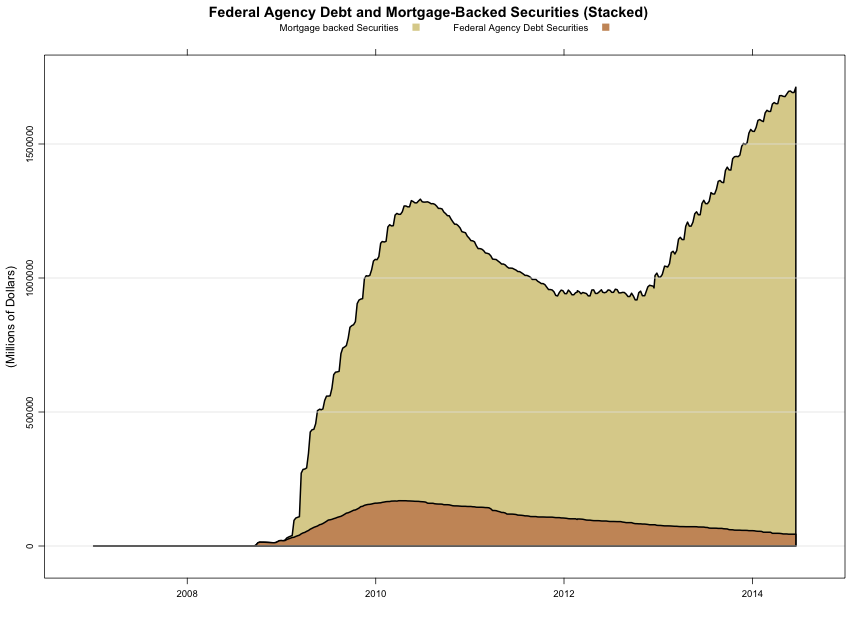 Federal Agency Debt and Mortgage-Backed Securities (Stacked)
Mortgage backed Securities Federal Agency Debt Securities
(Millions of Dollars)
1500000
1000000
500000
0
2008 2010 2012 2014